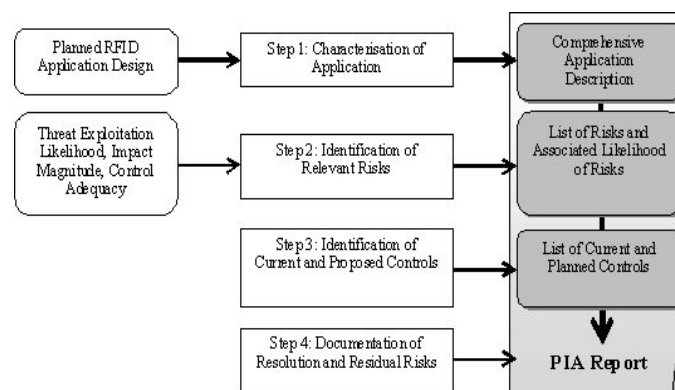 Planned RFID
Application Design
Step 1: Characterisation of
Application
Comprehensive
Application
Description
Threat Exploitation
Likelihood, Impact
Magnitude, Control
Adequacy
Step 2: Identification of
Relevant Risks
List of Risks and
Associated Likelihood
of Risks
Step 3: Identification of
Current and Proposed Controls
List of Current and
Planned Controls
Step 4: Documentation of
Resolution and Residual Risks
PIA Report